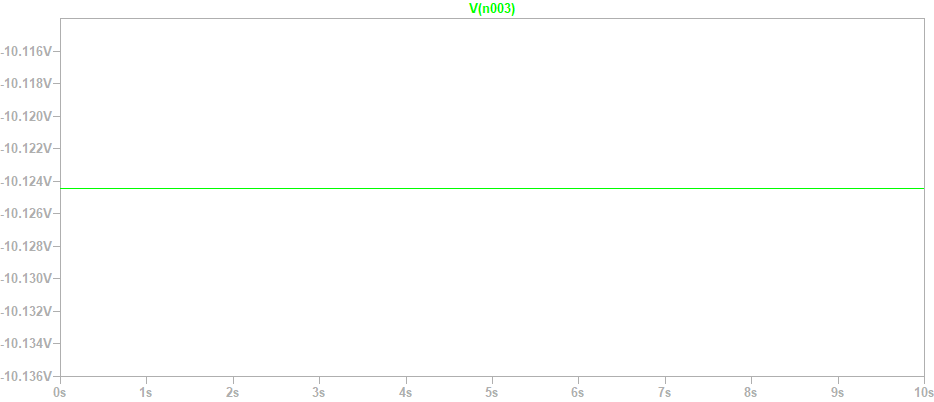 V(n003)
-10.116V
-10.118V
-10.120V
-10.122V
-10.124V
-10.126V
-10.128V
-10.130V
-10.132V
-10.134V
-10.136V
0s 1s 2s 3s 4s 5s 6s 7s 8s 9s 10s